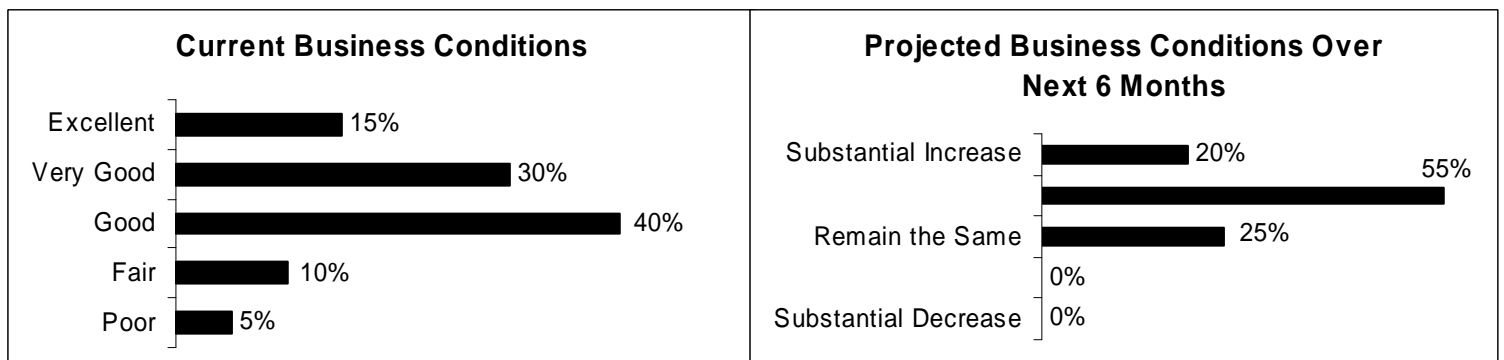 Current Business Conditions
Excellent 15%
Very Good 30%
Good 40%
Fair 10%
Poor 5%
Projected Business Conditions Over
Next 6 Months
Substantial Increase 20%
55%
Remain the Same 25%
0%
Substantial Decrease 0%